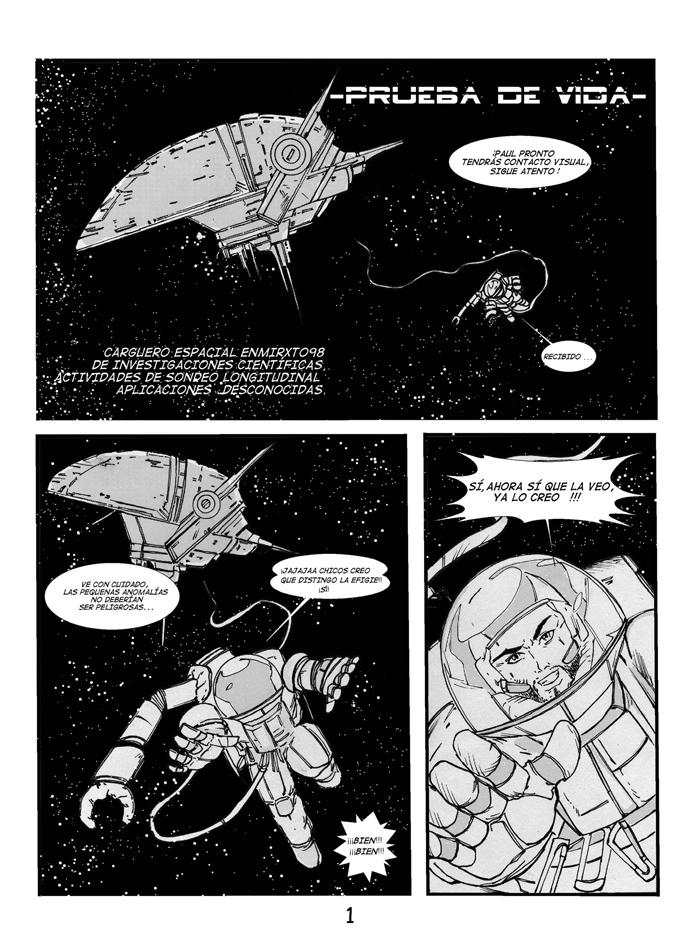 -PRUEBA DE VIDA-
¡PAUL PRONTO
TENDRÁS CONTACTO VISUAL,
SIGUE ATENTO !
RECIBIDO ...
CARGUERO ESPACIAL ENMIRXTO98
DE INVESTIGACIONES CIENTÍFICAS
ACTIVIDADES DE SONDEO LONGITUDINAL
APLICACIONES DESCONOCIDAS.
VE CON CUIDADO,
LAS PEQUENAS ANOMALÍAS
NO DEBERÍAN
SER PELIGROSAS...
¡JAJAJAA CHICOS CREO
QUE DISTINGO LA EFIGIE!!!
¡SÍ!
¡¡¡BIEN!!!
¡¡¡BIEN!!!
SÍ,AHORA SÍ QUE LA VEO,
YA LO CREO !!!
1